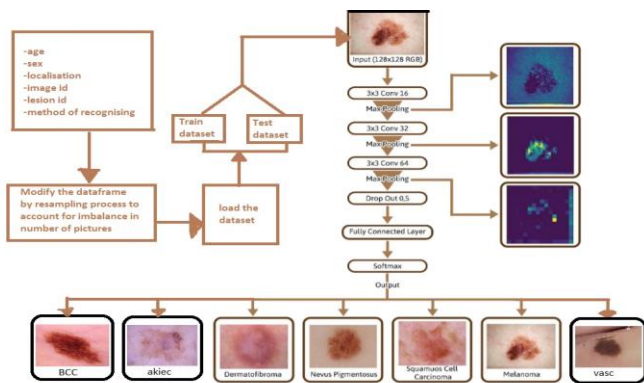 -age
-sex
-localisation
-image id
-lesion id
-method of recognising
Modify the dataframe
by resampling process to
account for imbalance in
number of pictures
load the
dataset
Train
dataset
Test
dataset
Input (128x128 RGB)
3x3 Conv 16
Max Pooling
3x3 Conv 32
Max Pooling
3x3 Conv 64
Max Pooling
Drop Out 0,5
Fully Connected Layer
Softmax
Output
BCC
akiec
Dermatofibroma
Nevus Pigmentosus
Squamous Cell
Carcinoma
Melanoma
vasc